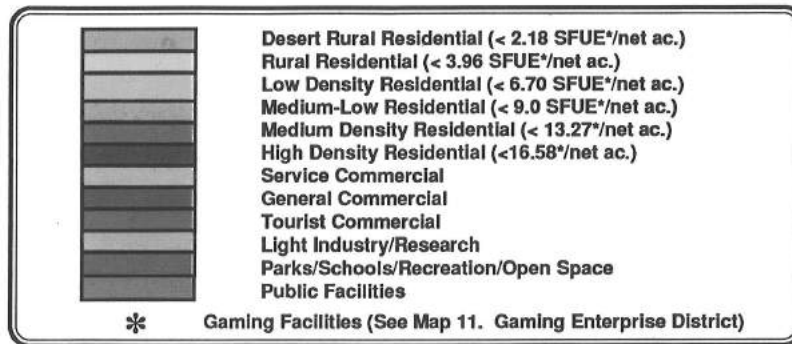 Desert Rural Residential (< 2.18 SFUE*/net ac.)
Rural Residential (< 3.96 SFUE*/net ac.)
Low Density Residential (< 6.70 SFUE*/net ac.)
Medium-Low Residential (< 9.0 SFUE*/net ac.)
Medium Density Residential (< 13.27*/net ac.)
High Density Residential (<16.58*/net ac.)
Service Commercial
General Commercial
Tourist Commercial
Light Industry/Research
Parks/Schools/Recreation/Open Space
Public Facilities
* Gaming Facilities (See Map 11. Gaming Enterprise District)